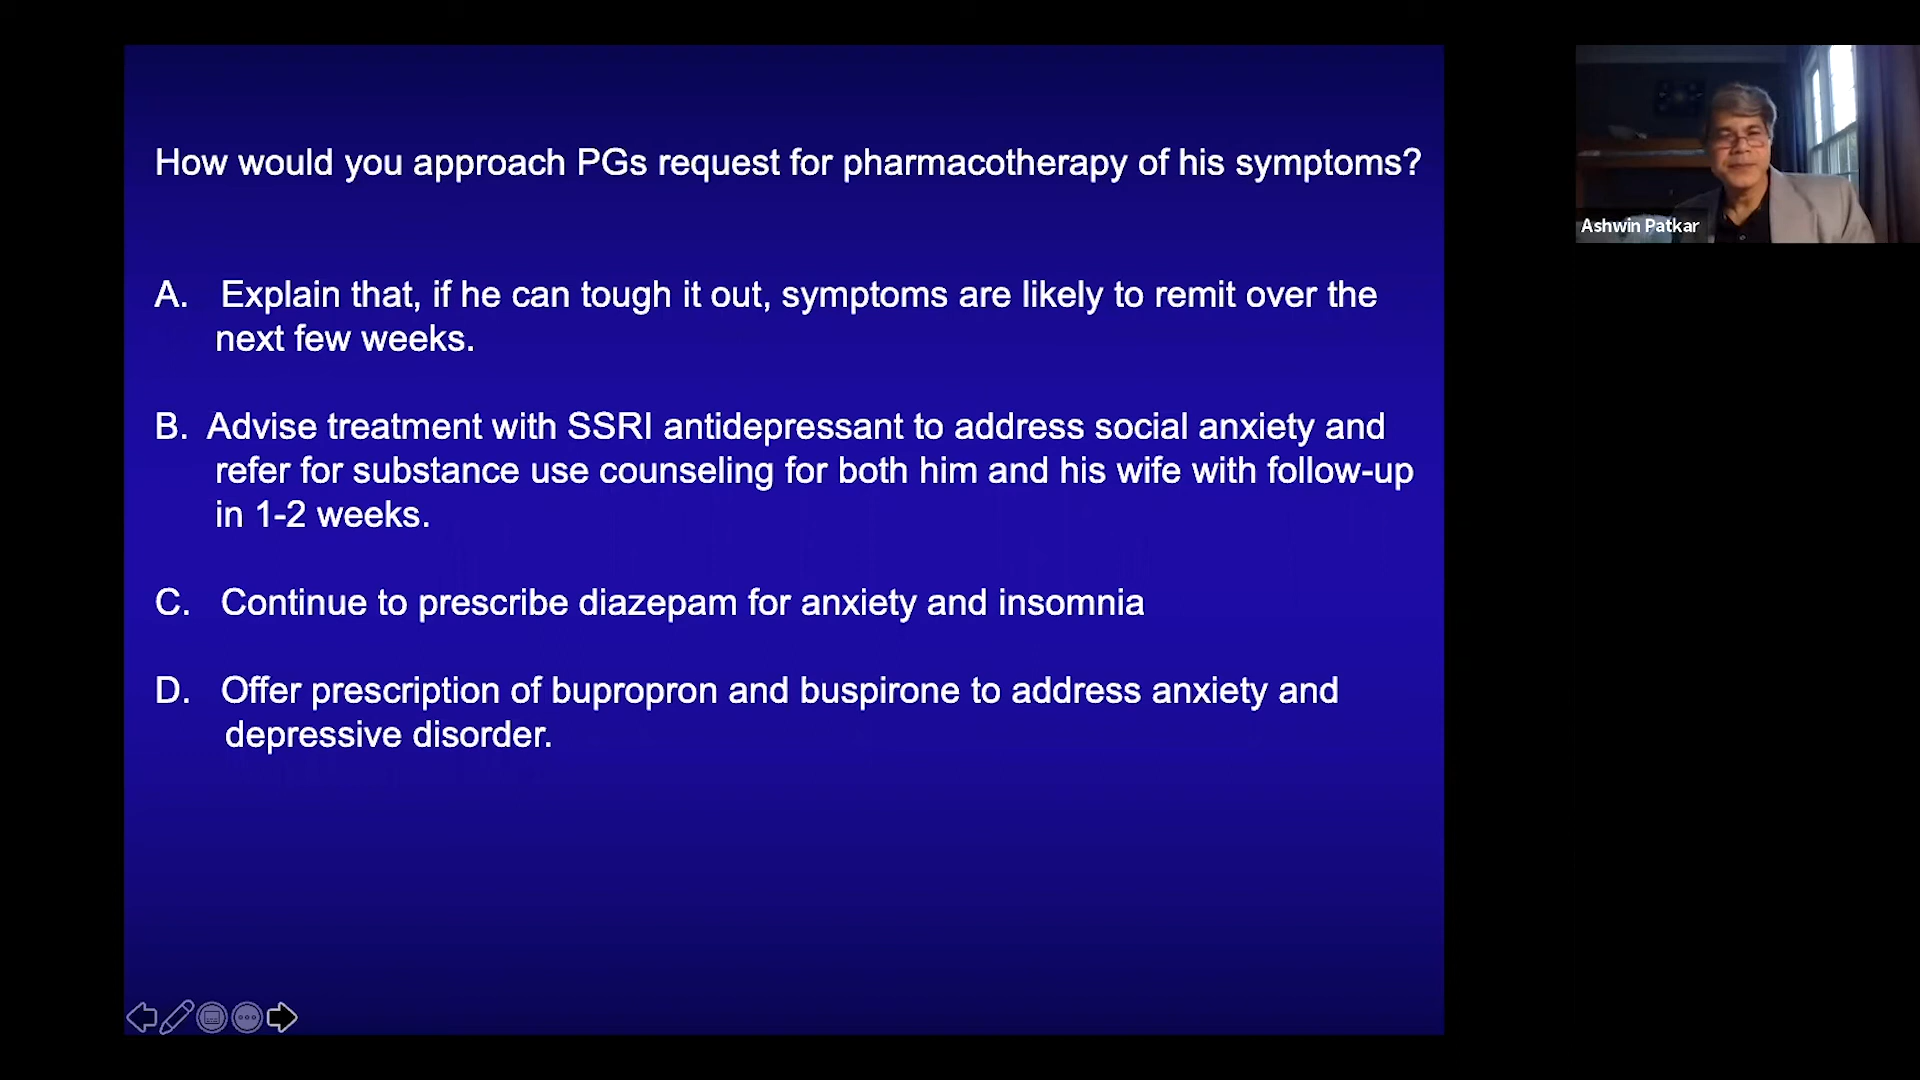 How would you approach PGs request for pharmacotherapy of his symptoms?
A. Explain that, if he can tough it out, symptoms are likely to remit over the
next few weeks.
B. Advise treatment with SSRI antidepressant to address social anxiety and
refer for substance use counseling for both him and his wife with follow-up
in 1-2 weeks.
C. Continue to prescribe diazepam for anxiety and insomnia
D. Offer prescription of bupropron and buspirone to address anxiety and
depressive disorder.
Ashwin Patkar